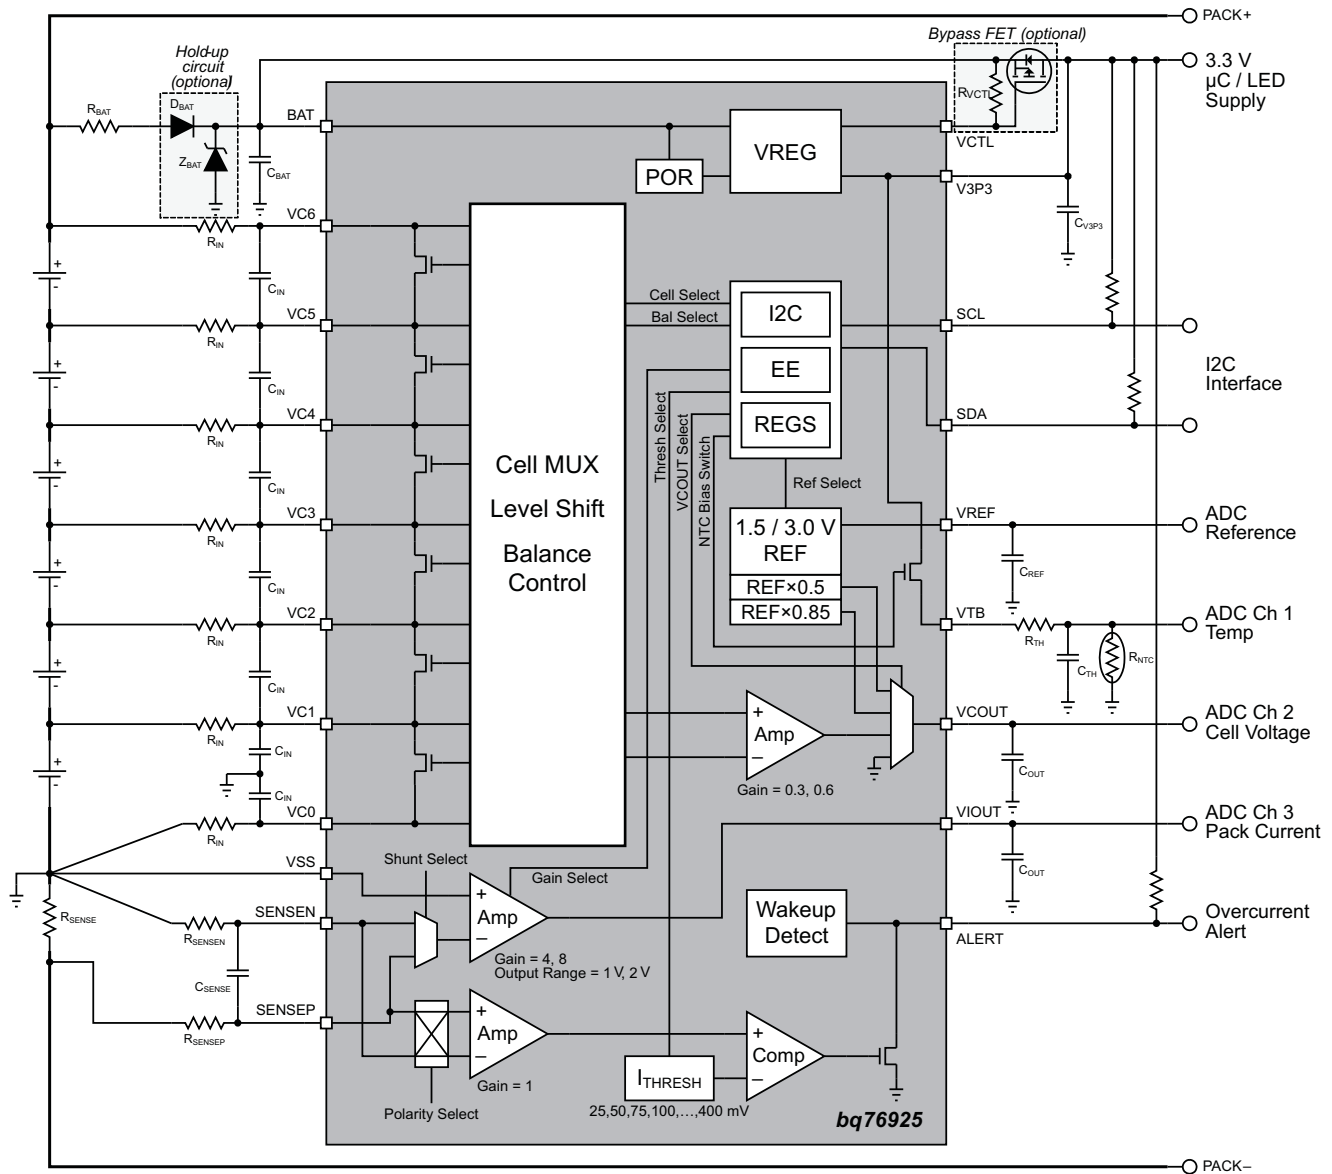 PACK+
Bypass FET (optional)
Hold-up
circuit
(optional)
3.3 V
µC / LED
Supply
RBAT
DBAT
ZBAT
CBAT
BAT
POR
VREG
RVCTL
VCTL
V3P3
CV3P3
VC6
RIN
+
-
CIN
Cell Select
Bal Select
I2C
SCL
VC5
RIN
+
-
CIN
EE
I2C
Interface
VC4
RIN
REGS
SDA
Thresh Select
VCOUT Select
NTC Bias Switch
Ref Select
+
-
CIN
Cell MUX
Level Shift
Balance
Control
VC3
RIN
1.5 / 3.0 V
REF
REF×0.5
REF×0.85
VREF
CREF
ADC
Reference
+
-
CIN
VC2
RIN
VTB
RTH
CTH
RNTC
ADC Ch 1
Temp
+
-
CIN
VC1
RIN
+
Amp
–
Gain = 0.3, 0.6
VCOUT
COUT
ADC Ch 2
Cell Voltage
+
-
CIN
CIN
VC0
RIN
VIOUT
COUT
ADC Ch 3
Pack Current
VSS
Shunt Select
Gain Select
RSENSE
RSENSEN
SENSEN
+
Amp
–
Gain = 4, 8
Output Range = 1 V, 2 V
Wakeup
Detect
ALERT
Overcurrent
Alert
CSENSE
SENSEP
RSENSEP
+
Amp
–
Gain = 1
Polarity Select
+
Comp
–
ITHRESH
25,50,75,100,…,400 mV
bq76925
PACK–